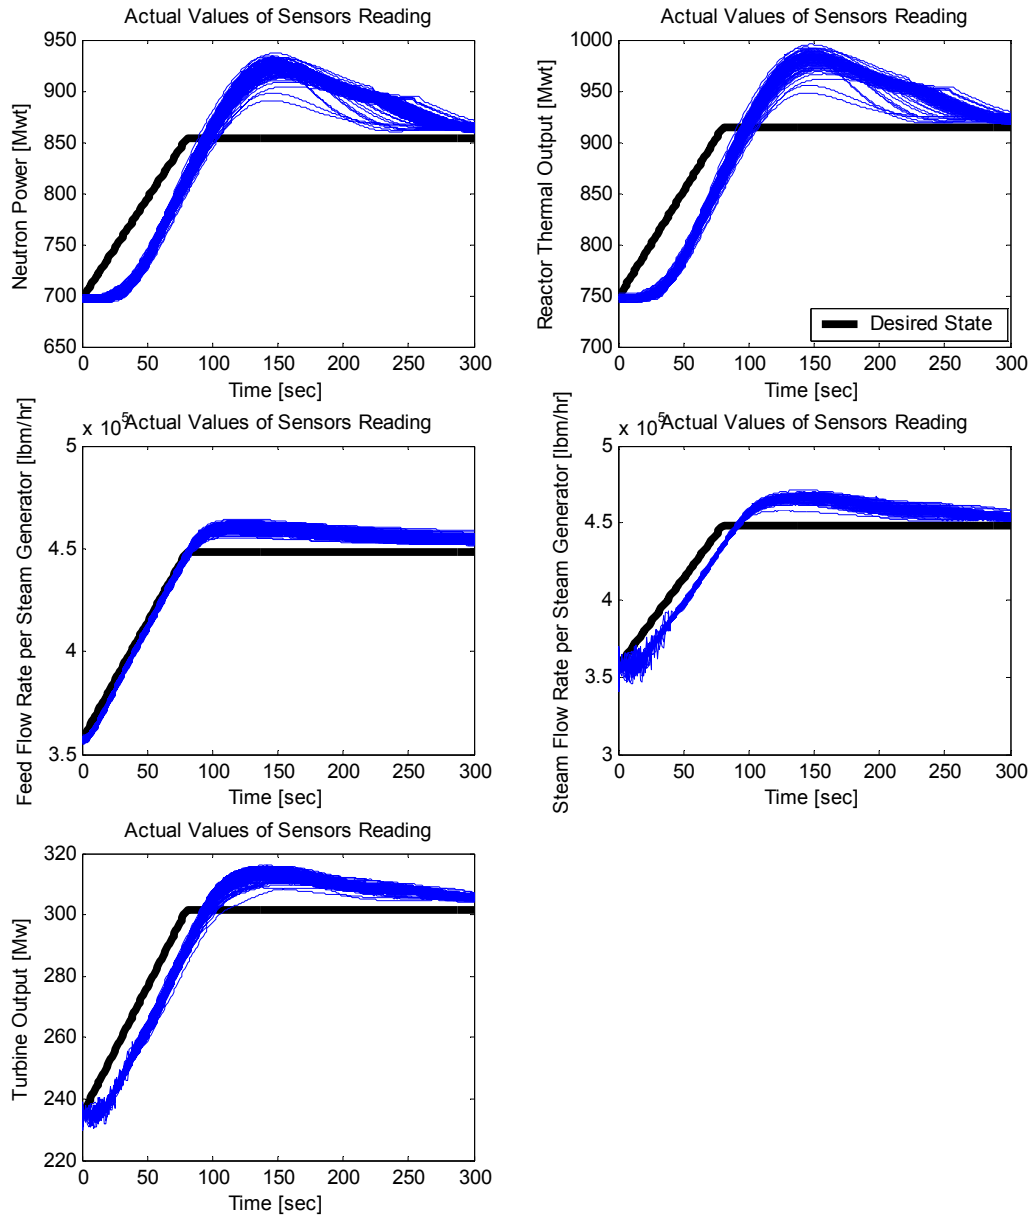 Actual Values of Sensors Reading
950
900
850
800
750
700
650
Neutron Power [Mwt]
0 50 100 150 200 250 300
Time [sec]
Actual Values of Sensors Reading
1000
950
900
850
800
750
700
Reactor Thermal Output [Mwt]
Desired State
0 50 100 150 200 250 300
Time [sec]
x 10^5
Actual Values of Sensors Reading
5
4.5
4
3.5
Feed Flow Rate per Steam Generator [lbm/hr]
0 50 100 150 200 250 300
Time [sec]
x 10^5
Actual Values of Sensors Reading
5
4.5
4
3.5
3
Steam Flow Rate per Steam Generator [lbm/hr]
0 50 100 150 200 250 300
Time [sec]
Actual Values of Sensors Reading
320
300
280
260
240
220
Turbine Output [Mw]
0 50 100 150 200 250 300
Time [sec]